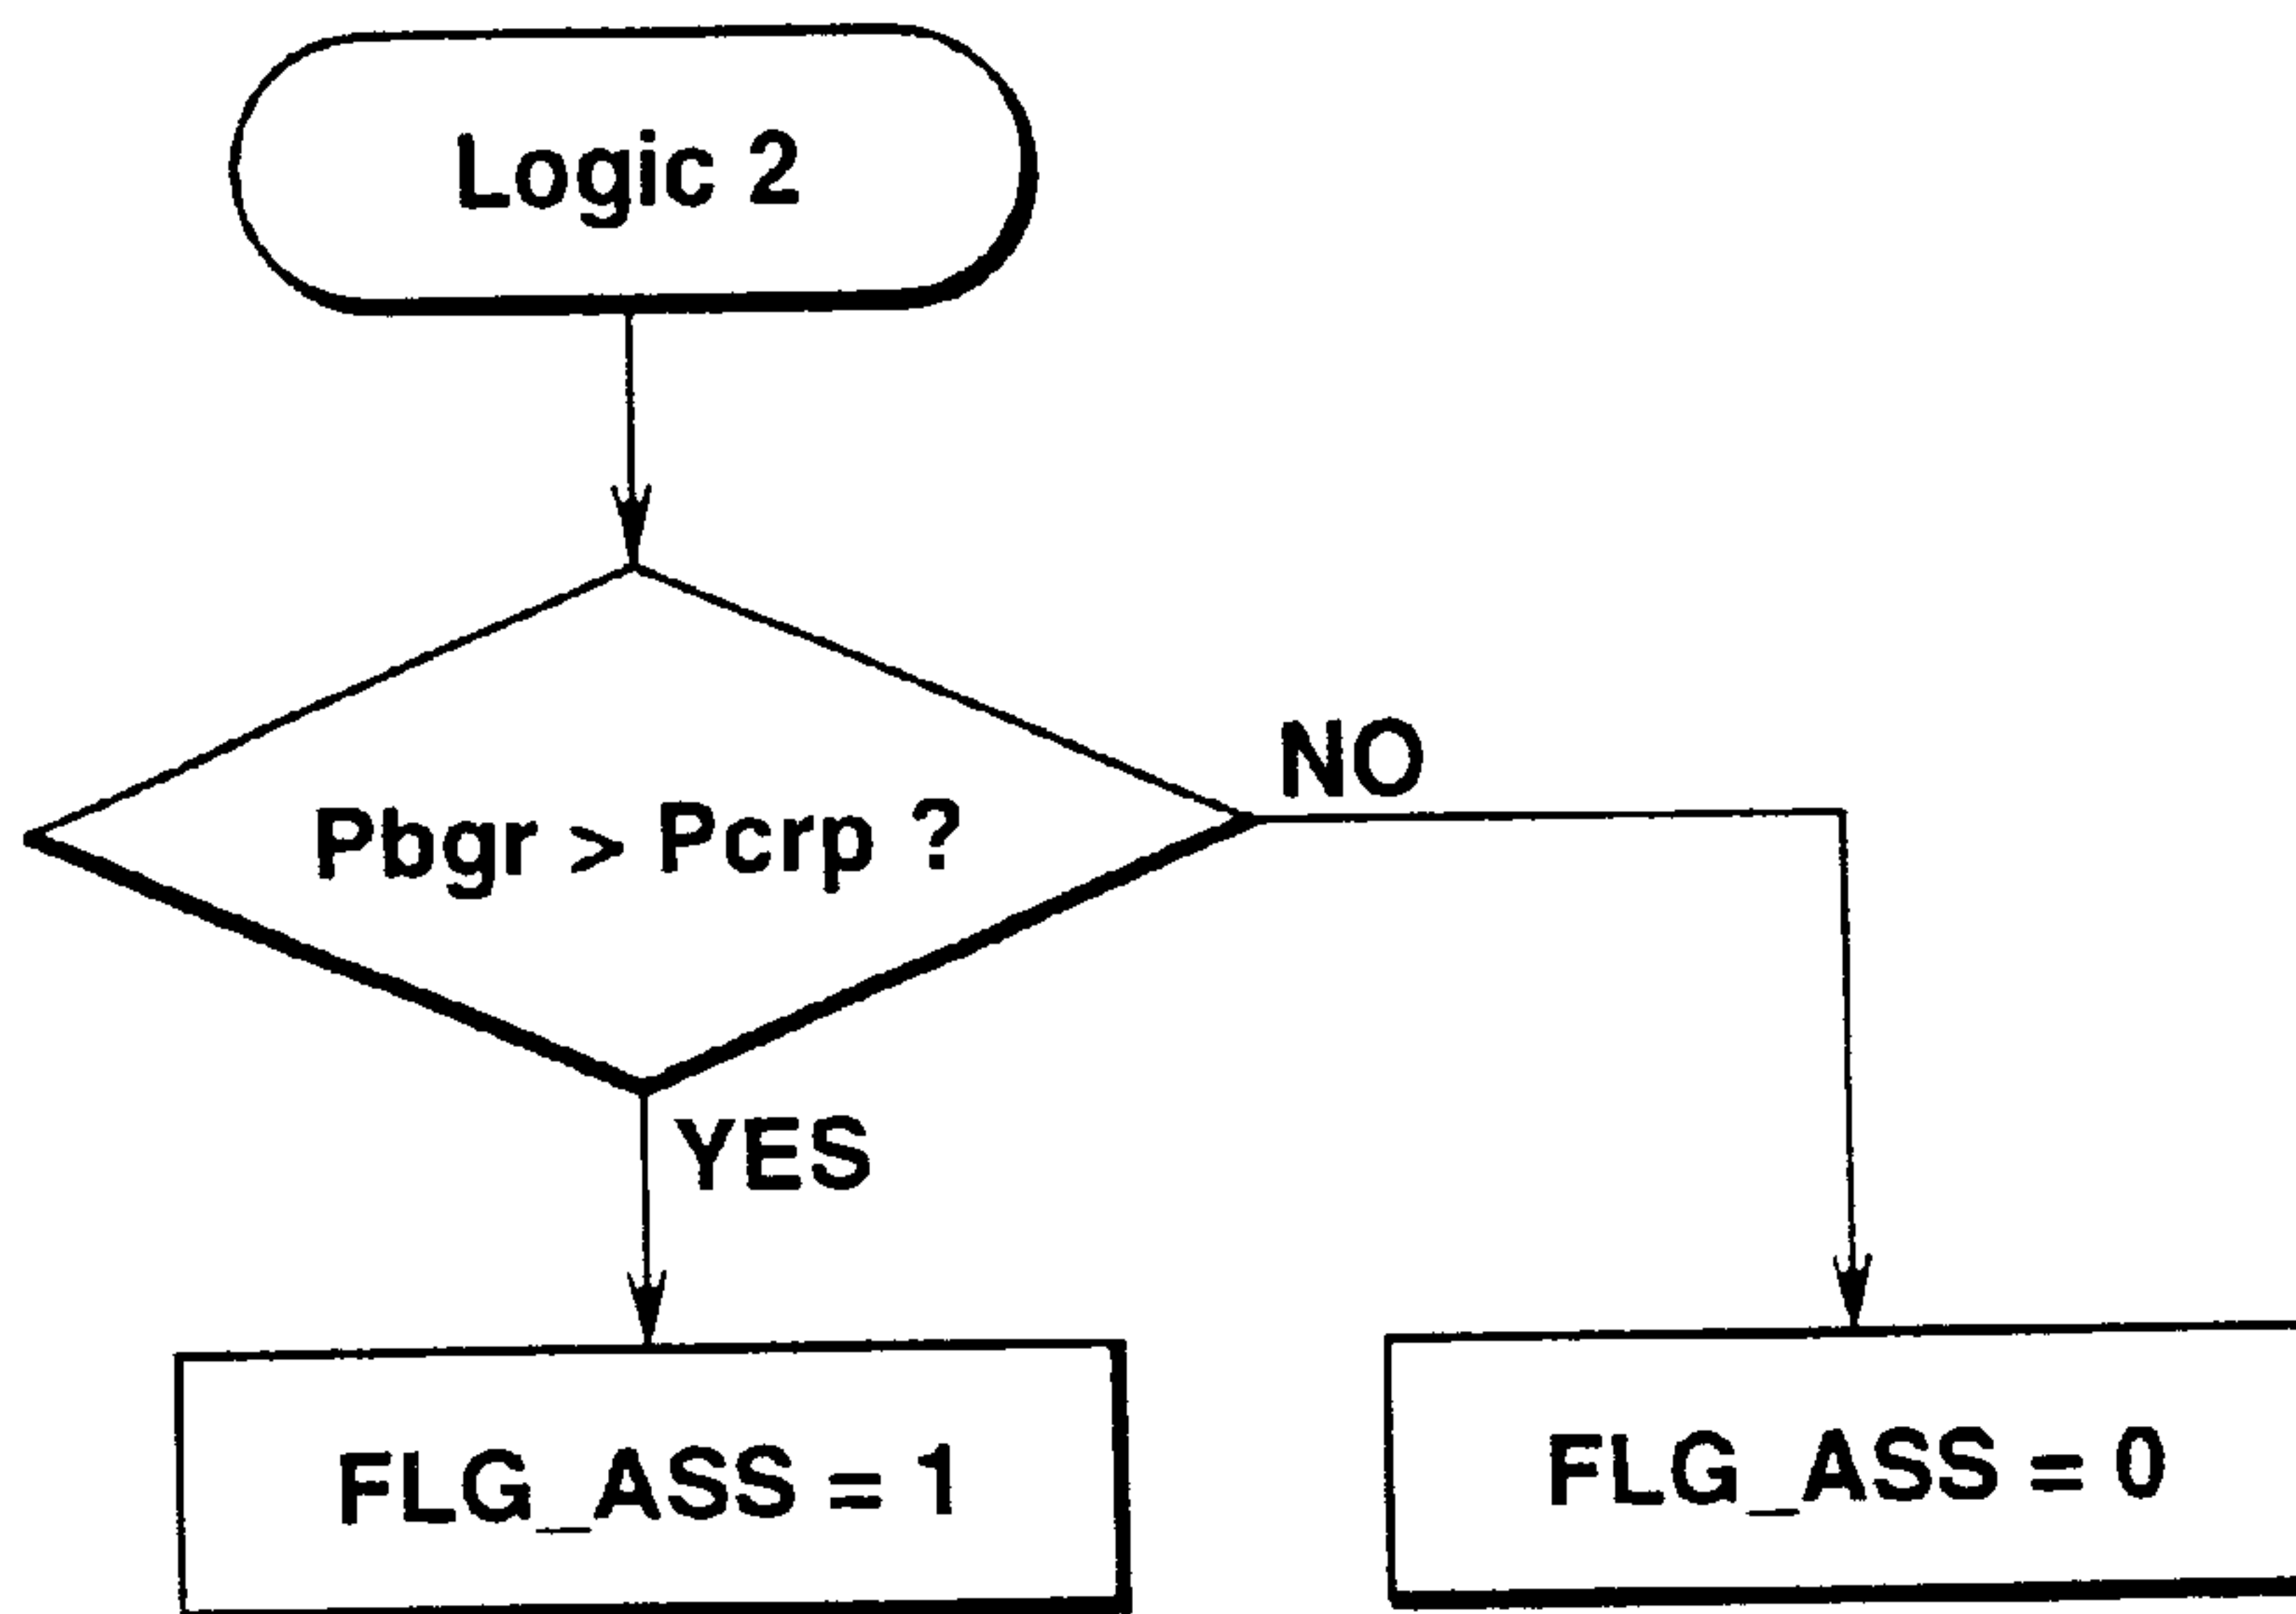 Logic 2
Pbgr > Pcrp ?
NO
YES
FLG_ASS = 1
FLG_ASS = 0